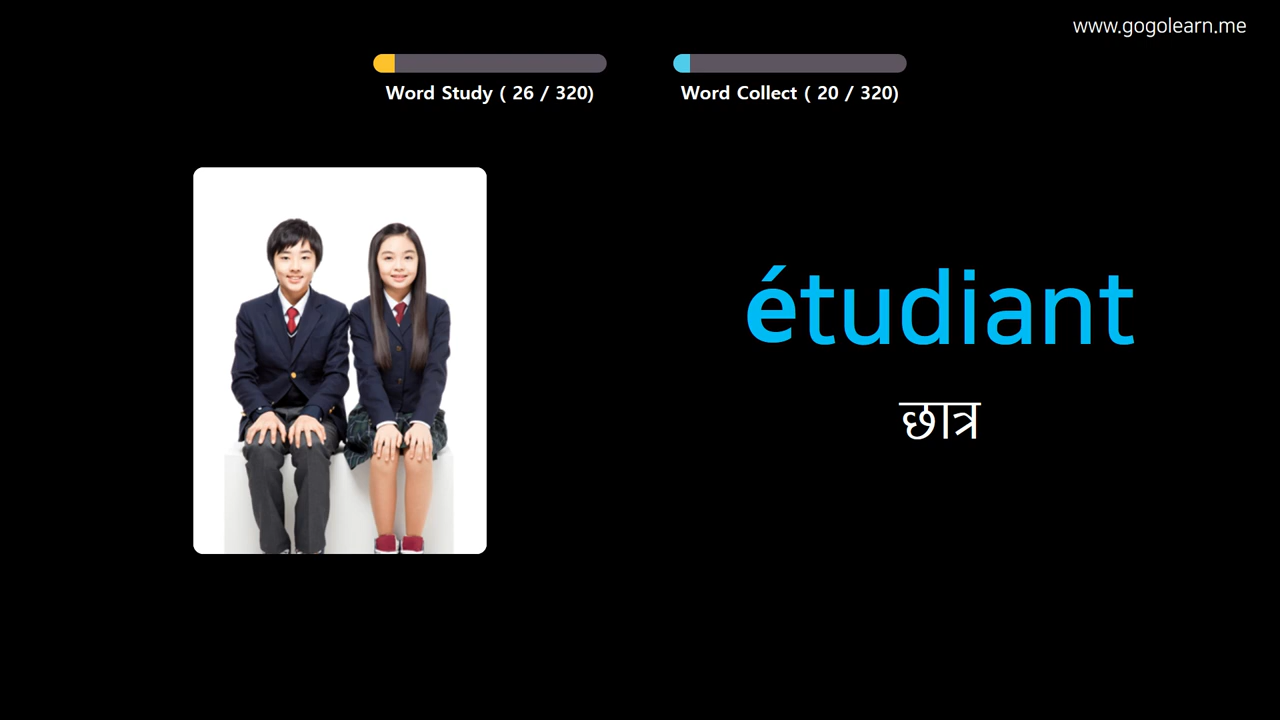 www.gogolearn.me
Word Study ( 26 / 320)
Word Collect ( 20 / 320)
étudiant
छात्र